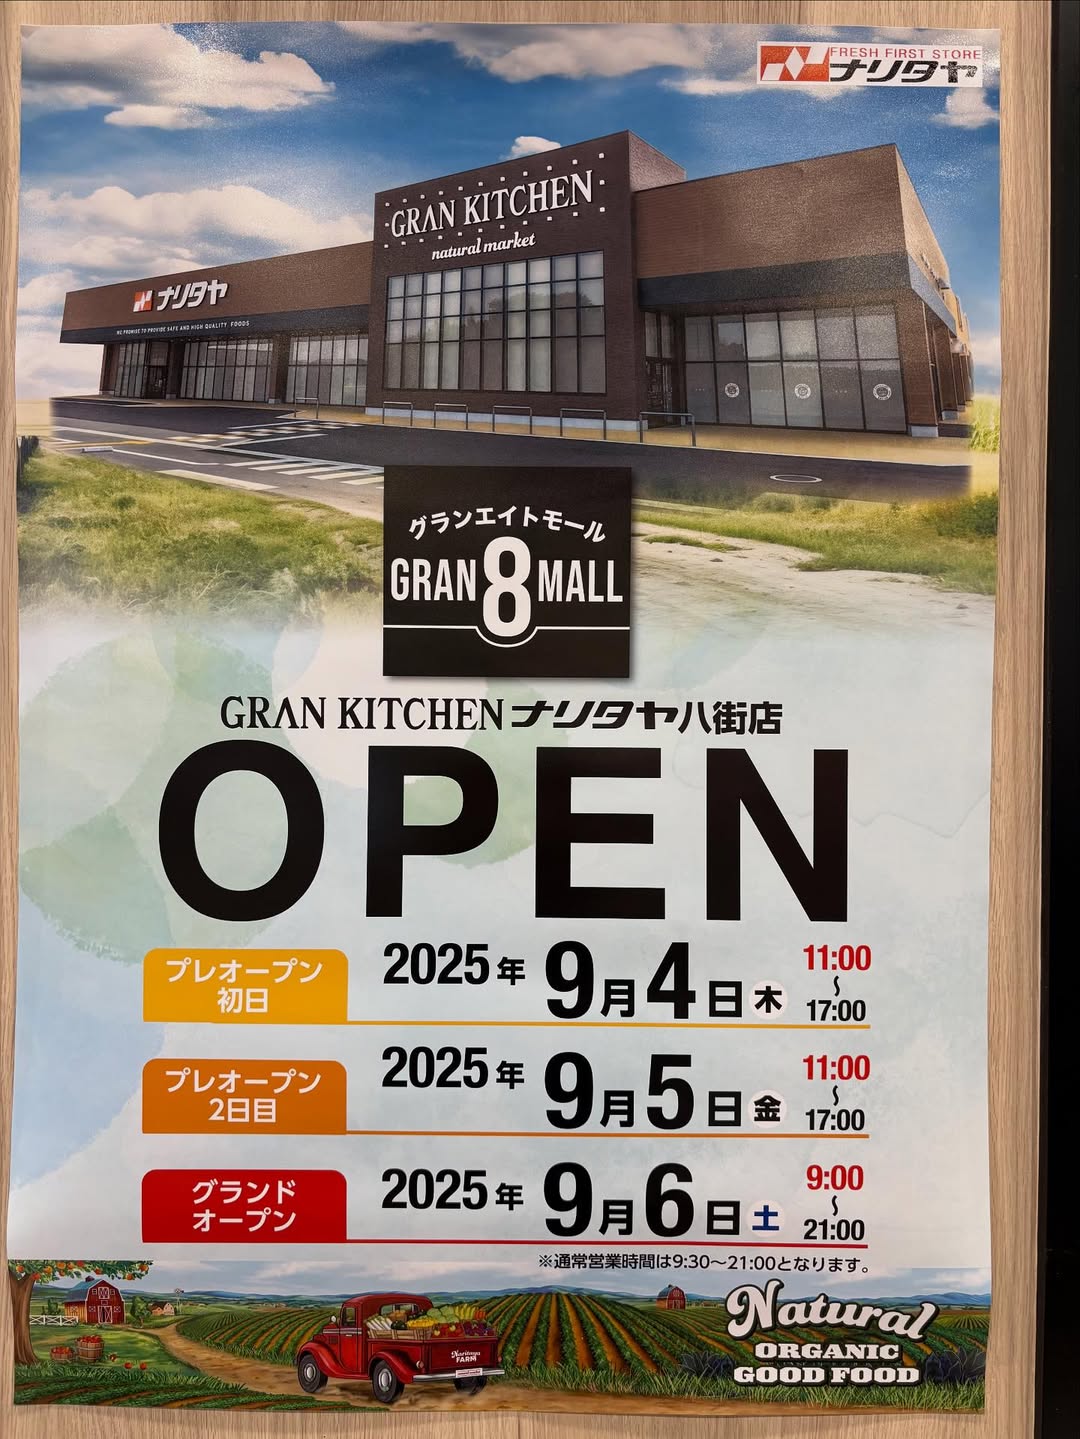 FRESH FIRST STORE
ナリタヤ
GRAN KITCHEN
natural market
ナリタヤ
WE PROMISE TO PROVIDE SAFE AND HIGH QUALITY FOODS
グランエイトモール
GRAN 8 MALL
GRAN KITCHEN ナリタヤ八街店
OPEN
プレオープン
初日
2025年 9月4日 木 11:00〜17:00
プレオープン
2日目
2025年 9月5日 金 11:00〜17:00
グランド
オープン
2025年 9月6日 土 9:00〜21:00
※通常営業時間は9:30〜21:00となります。
Naritaya
FARM
Natural
ORGANIC
GOOD FOOD